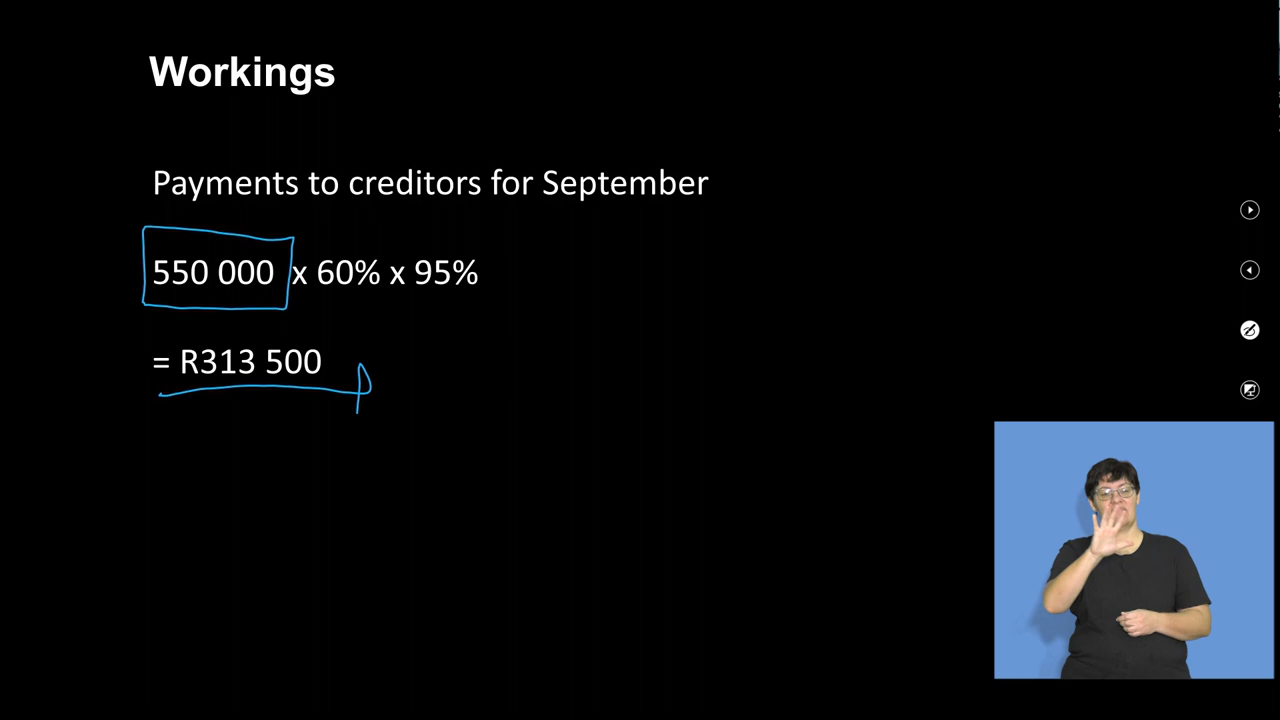 Workings
Payments to creditors for September
550 000 x 60% x 95%
= R313 500